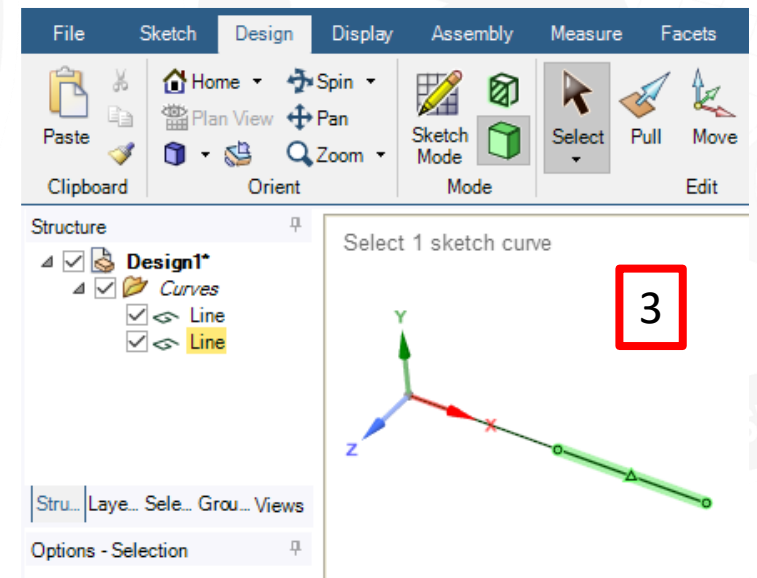 File Sketch Design Display Assembly Measure Facets
Home Spin
Plan View Pan
Paste Zoom
Sketch Mode Select Pull Move
Clipboard Orient Mode Edit
Structure
Design1*
Curves
Line
Line
Stru... Laye... Sele... Grou... Views
Options - Selection
Select 1 sketch curve
3
Y
X
Z